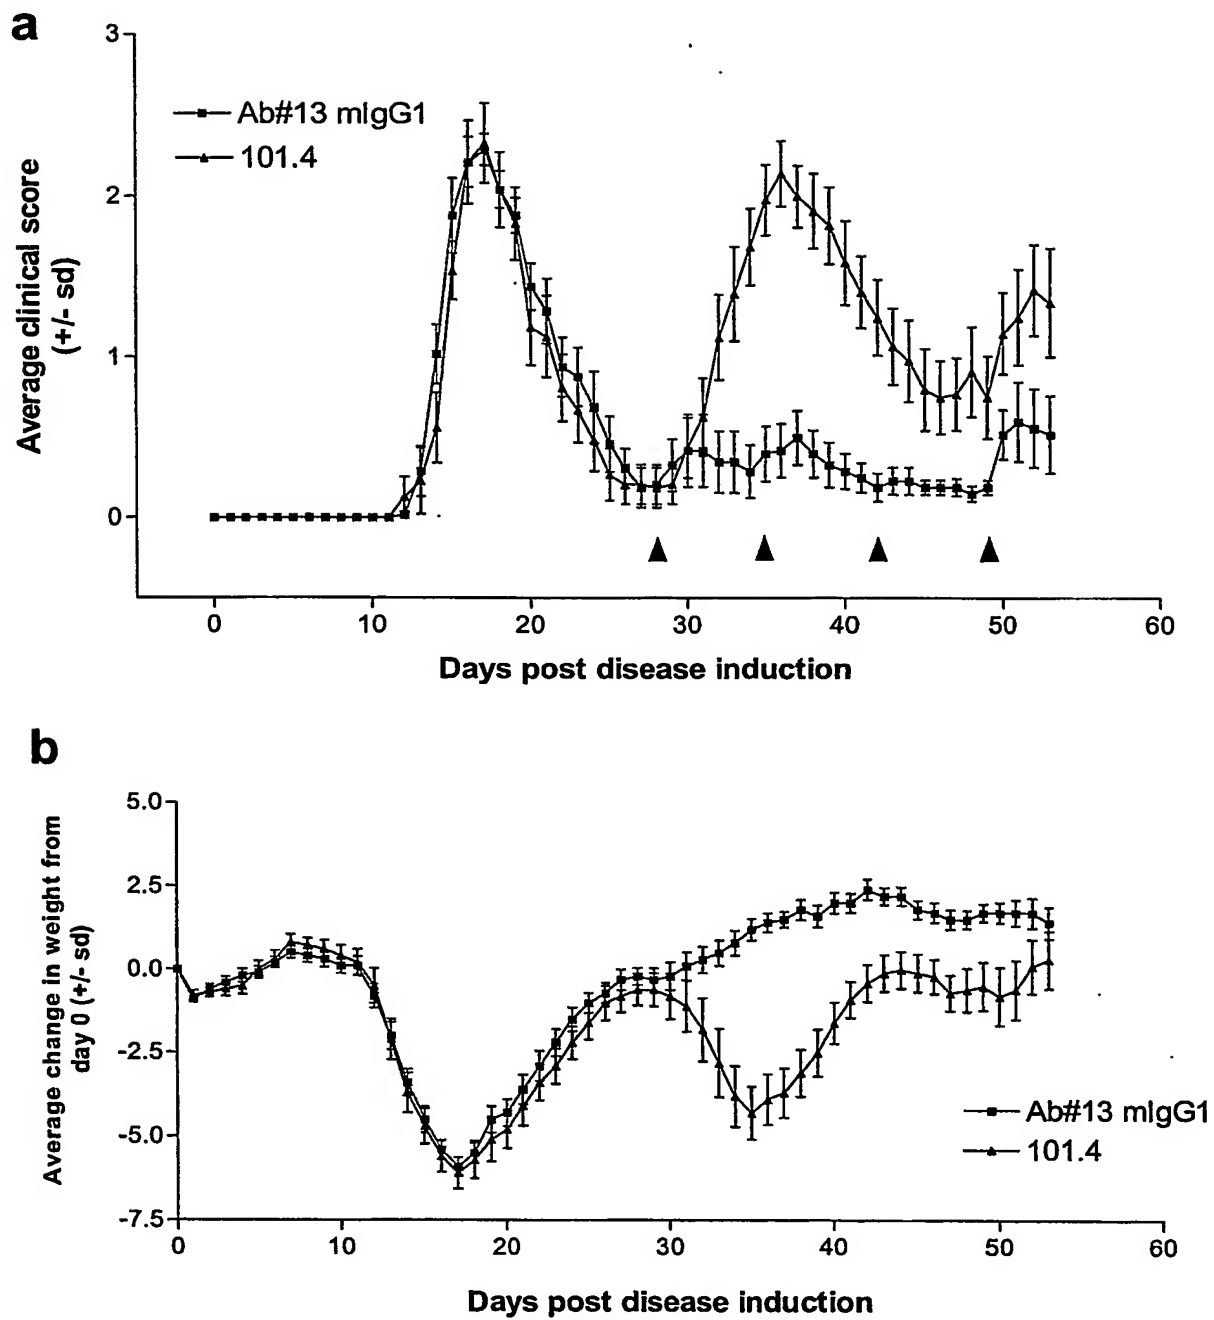 a
3
2
1
0
Average clinical score
(+/- sd)
Ab#13 mIgG1
101.4
0 10 20 30 40 50 60
Days post disease induction
b
5.0
2.5
0.0
-2.5
-5.0
-7.5
Average change in weight from
day 0 (+/- sd)
Ab#13 mIgG1
101.4
0 10 20 30 40 50 60
Days post disease induction